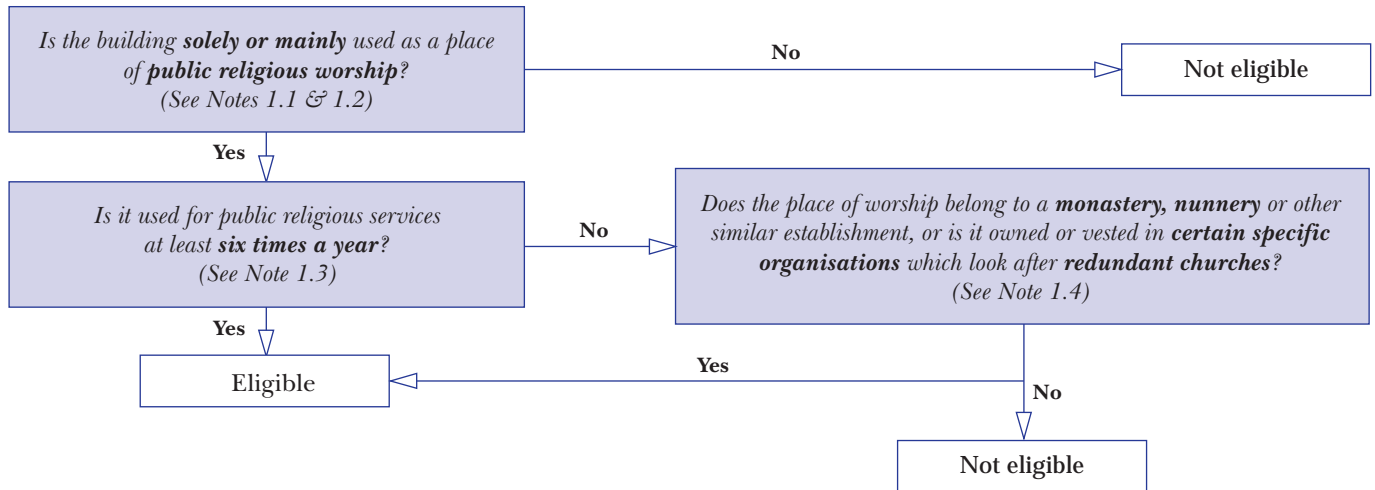 Is the building solely or mainly used as a place
of public religious worship?
(See Notes 1.1 & 1.2)
No
Not eligible
Yes
Is it used for public religious services
at least six times a year?
(See Note 1.3)
No
Does the place of worship belong to a monastery, nunnery or other
similar establishment, or is it owned or vested in certain specific
organisations which look after redundant churches?
(See Note 1.4)
Yes
Eligible
Yes
No
Not eligible